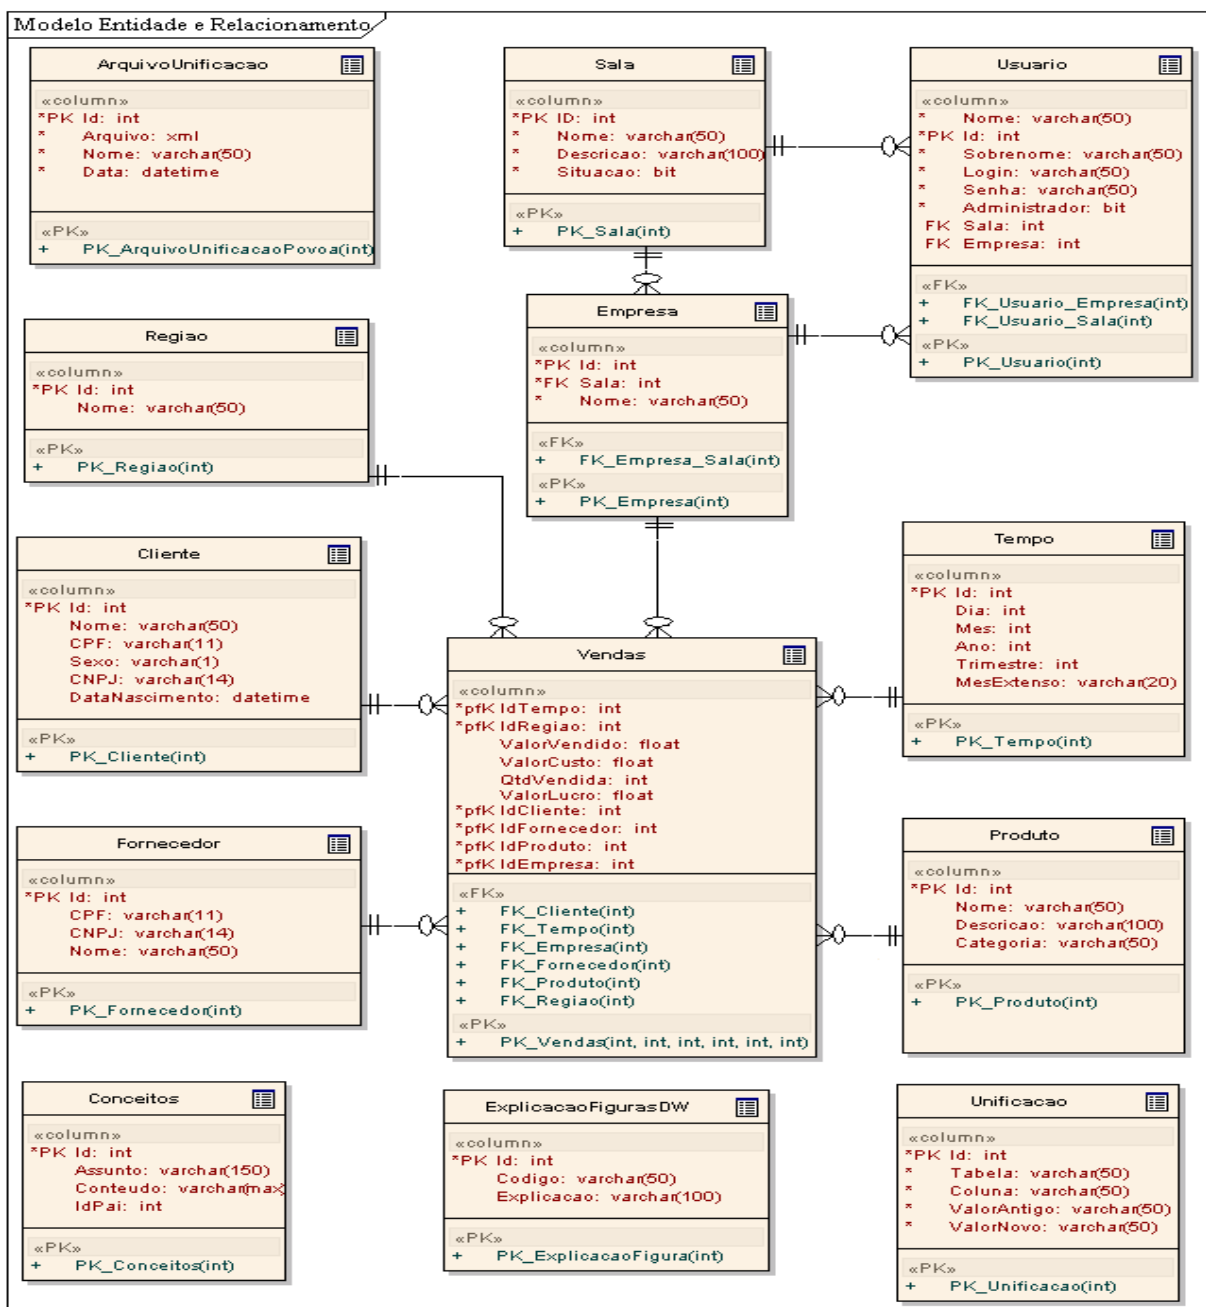 Modelo Entidade e Relacionamento
ArquivoUnificacao
«column»
*PK Id: int
* Arquivo: xml
* Nome: varchar(50)
* Data: datetime
«PK»
+ PK_ArquivoUnificacaoPovoa(int)
Sala
«column»
*PK ID: int
* Nome: varchar(50)
* Descricao: varchar(100)
* Situacao: bit
«PK»
+ PK_Sala(int)
Usuario
«column»
* Nome: varchar(50)
*PK Id: int
* Sobrenome: varchar(50)
* Login: varchar(50)
* Senha: varchar(50)
* Administrador: bit
FK Sala: int
FK Empresa: int
«FK»
+ FK_Usuario_Empresa(int)
+ FK_Usuario_Sala(int)
«PK»
+ PK_Usuario(int)
Regiao
«column»
*PK Id: int
Nome: varchar(50)
«PK»
+ PK_Regiao(int)
Empresa
«column»
*PK Id: int
*FK Sala: int
* Nome: varchar(50)
«FK»
+ FK_Empresa_Sala(int)
«PK»
+ PK_Empresa(int)
Cliente
«column»
*PK Id: int
Nome: varchar(50)
CPF: varchar(11)
Sexo: varchar(1)
CNPJ: varchar(14)
DataNascimento: datetime
«PK»
+ PK_Cliente(int)
Vendas
«column»
*pfK IdTempo: int
*pfK IdRegiao: int
ValorVendido: float
ValorCusto: float
QtdVendida: int
ValorLucro: float
*pfK IdCliente: int
*pfK IdFornecedor: int
*pfK IdProduto: int
*pfK IdEmpresa: int
«FK»
+ FK_Cliente(int)
+ FK_Tempo(int)
+ FK_Empresa(int)
+ FK_Fornecedor(int)
+ FK_Produto(int)
+ FK_Regiao(int)
«PK»
+ PK_Vendas(int, int, int, int, int, int)
Tempo
«column»
*PK Id: int
Dia: int
Mes: int
Ano: int
Trimestre: int
MesExtenso: varchar(20)
«PK»
+ PK_Tempo(int)
Fornecedor
«column»
*PK Id: int
CPF: varchar(11)
CNPJ: varchar(14)
Nome: varchar(50)
«PK»
+ PK_Fornecedor(int)
Produto
«column»
*PK Id: int
Nome: varchar(50)
Descricao: varchar(100)
Categoria: varchar(50)
«PK»
+ PK_Produto(int)
Conceitos
«column»
*PK Id: int
Assunto: varchar(150)
Conteudo: varchar(max)
IdPai: int
«PK»
+ PK_Conceitos(int)
ExplicacaoFigurasDW
«column»
*PK Id: int
Codigo: varchar(50)
Explicacao: varchar(100)
«PK»
+ PK_ExplicacaoFigura(int)
Unificacao
«column»
*PK Id: int
* Tabela: varchar(50)
* Coluna: varchar(50)
* ValorAntigo: varchar(50)
* ValorNovo: varchar(50)
«PK»
+ PK_Unificacao(int)